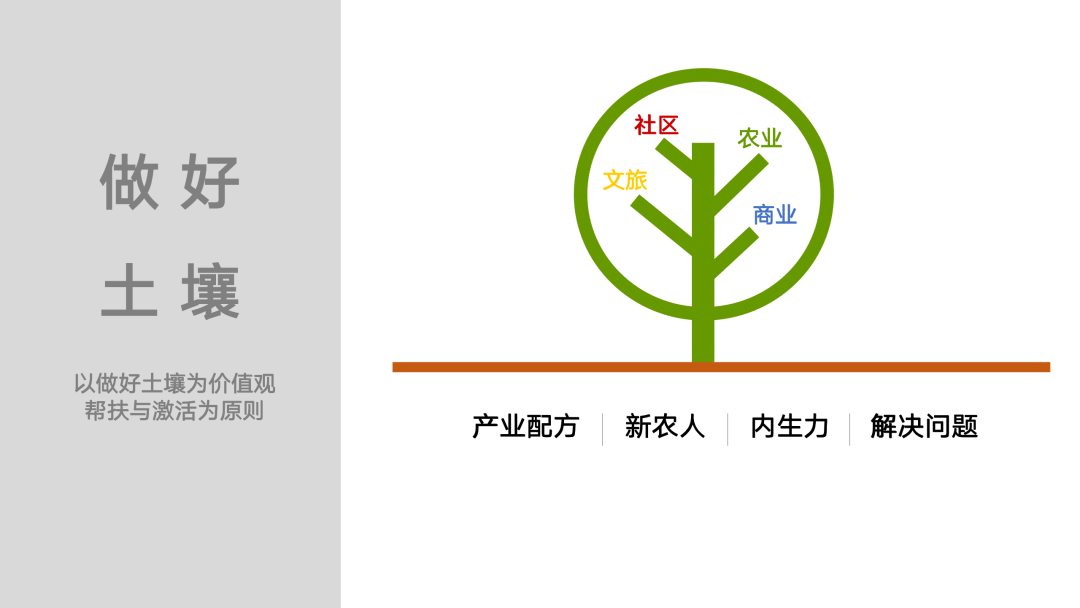 做好
土壤
以做好土壤为价值观
帮扶与激活为原则
社区
农业
文旅
商业
产业配方 新农人 内生力 解决问题